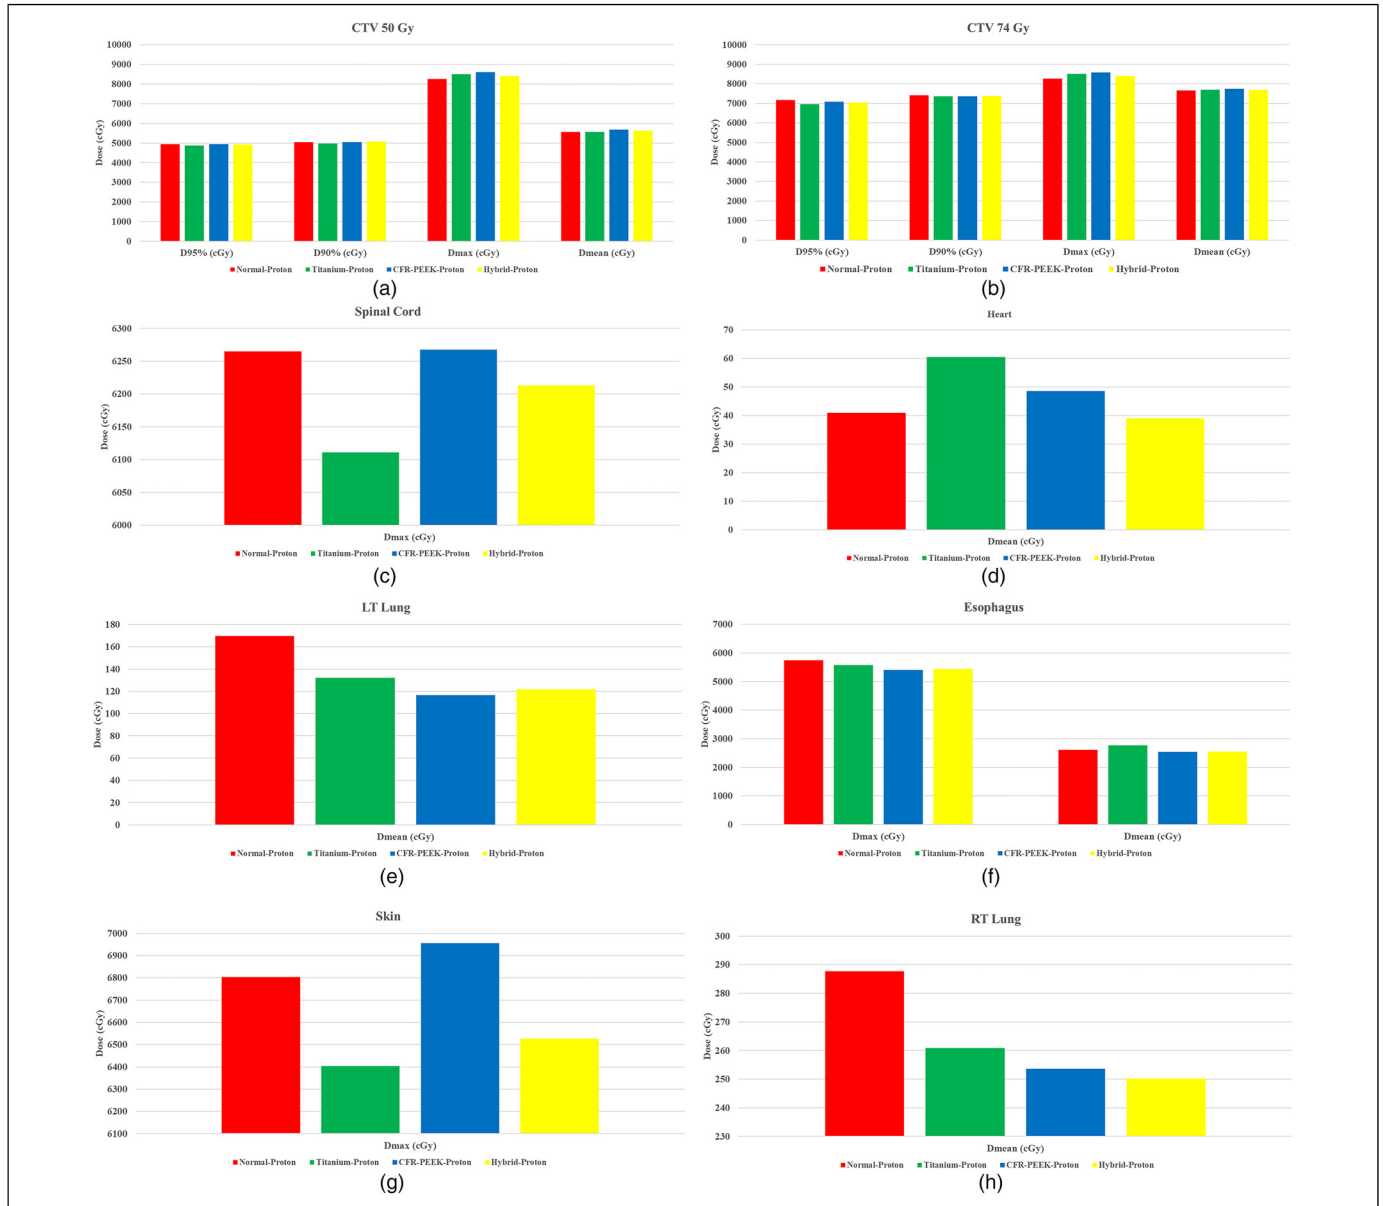 CTV 50 Gy
10000
9000
8000
7000
6000
5000
4000
3000
2000
1000
0
Dose (cGy)
D95% (cGy) D90% (cGy) Dmax (cGy) Dmean (cGy)
Normal-Proton Titanium-Proton CFR-PEEK-Proton Hybrid-Proton
(a)
CTV 74 Gy
10000
9000
8000
7000
6000
5000
4000
3000
2000
1000
0
Dose (cGy)
D95% (cGy) D90% (cGy) Dmax (cGy) Dmean (cGy)
Normal-Proton Titanium-Proton CFR-PEEK-Proton Hybrid-Proton
(b)
Spinal Cord
6300
6250
6200
6150
6100
6050
6000
Dose (cGy)
Dmax (cGy)
Normal-Proton Titanium-Proton CFR-PEEK-Proton Hybrid-Proton
(c)
Heart
70
60
50
40
30
20
10
0
Dose (cGy)
Dmean (cGy)
Normal-Proton Titanium-Proton CFR-PEEK-Proton Hybrid-Proton
(d)
LT Lung
180
160
140
120
100
80
60
40
20
0
Dose (cGy)
Dmean (cGy)
Normal-Proton Titanium-Proton CFR-PEEK-Proton Hybrid-Proton
(e)
Esophagus
7000
6000
5000
4000
3000
2000
1000
0
Dose (cGy)
Dmax (cGy) Dmean (cGy)
Normal-Proton Titanium-Proton CFR-PEEK-Proton Hybrid-Proton
(f)
Skin
7000
6900
6800
6700
6600
6500
6400
6300
6200
6100
Dose (cGy)
Dmax (cGy)
Normal-Proton Titanium-Proton CFR-PEEK-Proton Hybrid-Proton
(g)
RT Lung
300
290
280
270
260
250
240
230
Dose (cGy)
Dmean (cGy)
Normal-Proton Titanium-Proton CFR-PEEK-Proton Hybrid-Proton
(h)